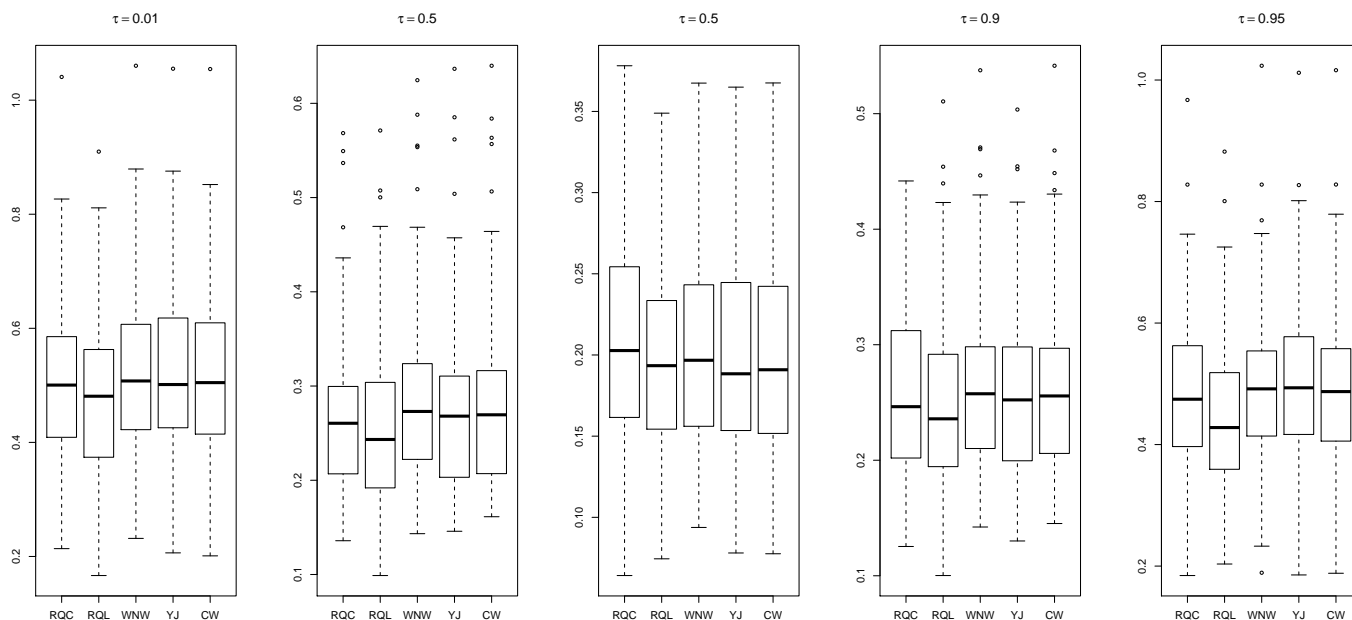 τ = 0.01
0.2 0.4 0.6 0.8 1.0
RQC RQL WNW YJ CW
τ = 0.5
0.1 0.2 0.3 0.4 0.5 0.6
RQC RQL WNW YJ CW
τ = 0.5
0.10 0.15 0.20 0.25 0.30 0.35
RQC RQL WNW YJ CW
τ = 0.9
0.1 0.2 0.3 0.4 0.5
RQC RQL WNW YJ CW
τ = 0.95
0.2 0.4 0.6 0.8 1.0
RQC RQL WNW YJ CW